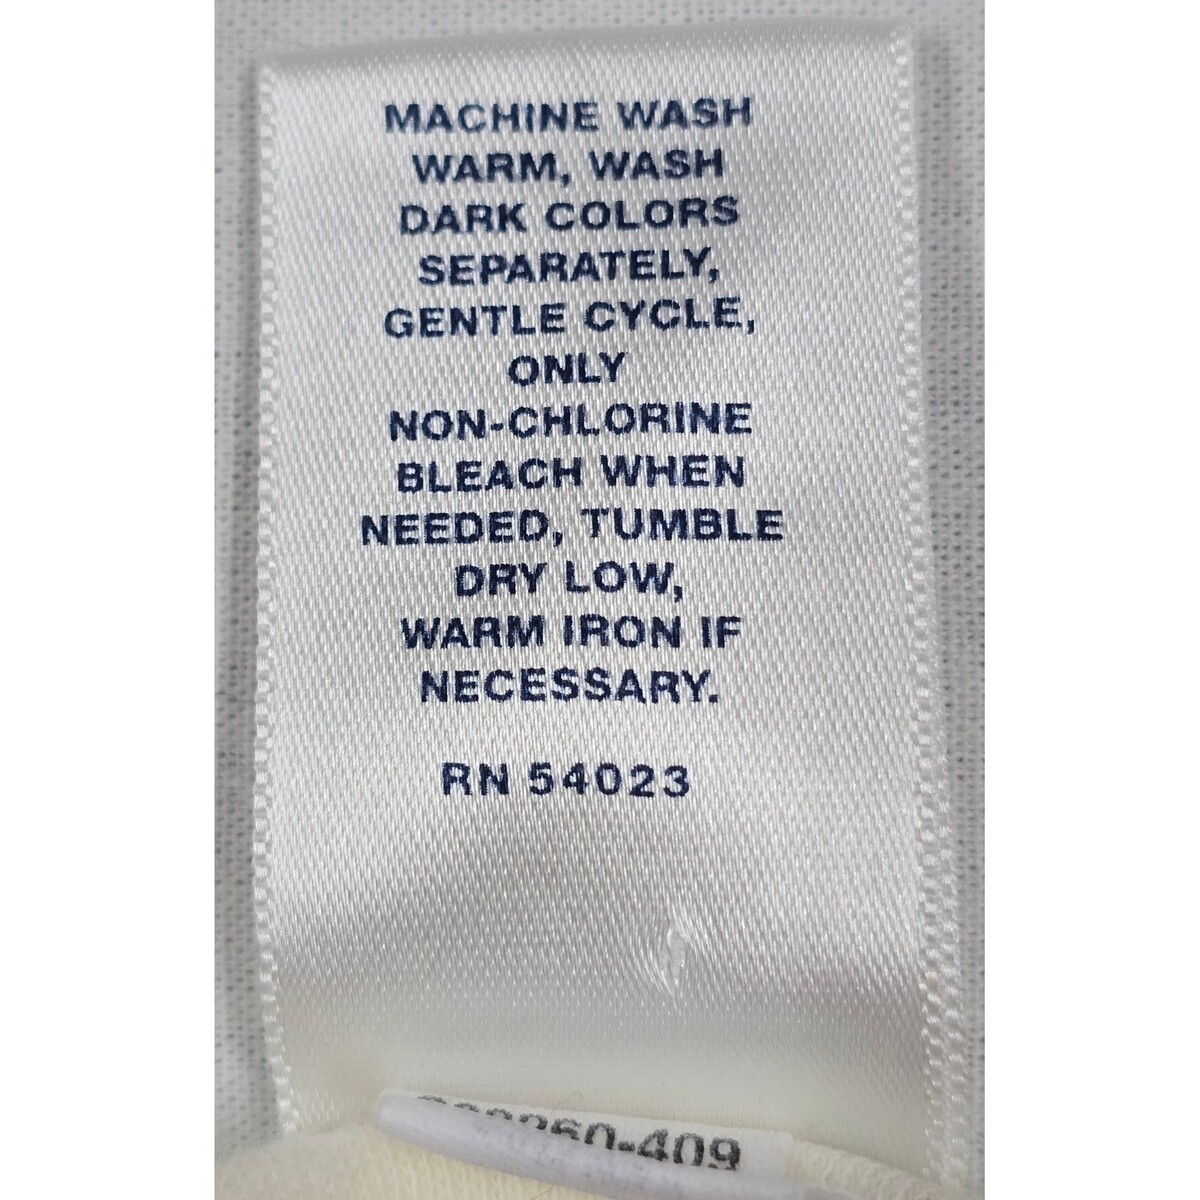 MACHINE WASH
WARM, WASH
DARK COLORS
SEPARATELY,
GENTLE CYCLE,
ONLY
NON-CHLORINE
BLEACH WHEN
NEEDED, TUMBLE
DRY LOW,
WARM IRON IF
NECESSARY.
RN 54023